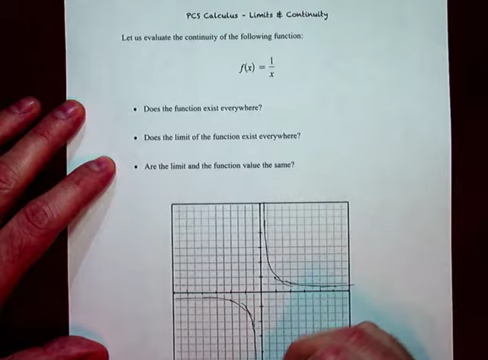 PCS Calculus - Limits & Continuity
Let us evaluate the continuity of the following function:
f(x) = 1/x
• Does the function exist everywhere?
• Does the limit of the function exist everywhere?
• Are the limit and the function value the same?